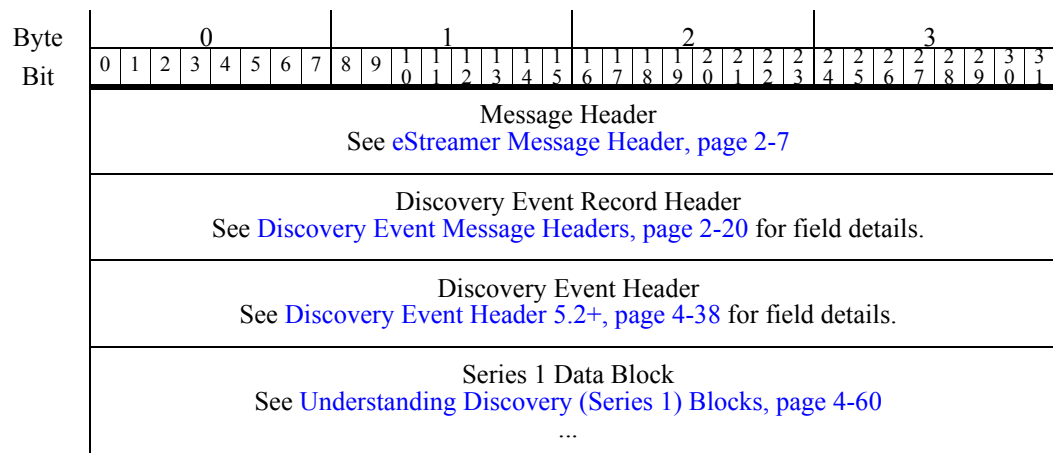 Byte 0 1 2 3
Bit 0 1 2 3 4 5 6 7 8 9 10 11 12 13 14 15 16 17 18 19 20 21 22 23 24 25 26 27 28 29 30 31
Message Header
See eStreamer Message Header, page 2-7
Discovery Event Record Header
See Discovery Event Message Headers, page 2-20 for field details.
Discovery Event Header
See Discovery Event Header 5.2+, page 4-38 for field details.
Series 1 Data Block
See Understanding Discovery (Series 1) Blocks, page 4-60
...